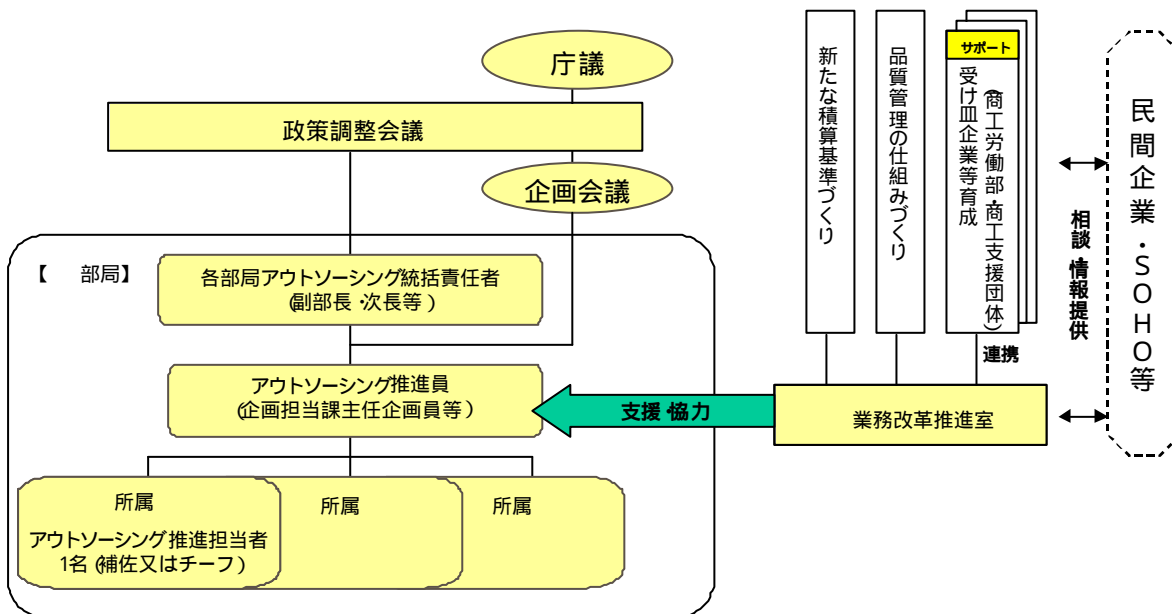 庁議
政策調整会議
企画会議
【　　部局】
各部局アウトソーシング統括責任者
(副部長・次長等)
アウトソーシング推進員
(企画担当課主任企画員等)
所属
アウトソーシング推進担当者
1名(補佐又はチーフ)
所属
所属
支援・協力
新たな積算基準づくり
品質管理の仕組みづくり
サポート
受け皿企業等育成
(商工労働部・商工支援団体)
連携
業務改革推進室
相談・情報提供
民間企業・SOHO等